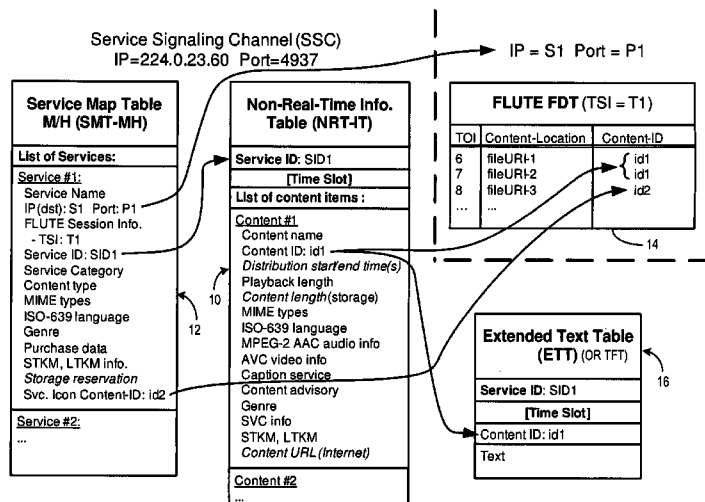 Service Signaling Channel (SSC)
IP=224.0.23.60 Port=4937
IP = S1 Port = P1
Service Map Table
M/H (SMT-MH)
List of Services:
Service #1:
Service Name
IP(dst): S1 Port: P1
FLUTE Session Info.
- TSI: T1
Service ID: SID1
Service Category
Content type
MIME types
ISO-639 language
Genre
Purchase data
STKM, LTKM info.
Storage reservation
Svc. Icon Content-ID: id2
Service #2:
...
12
Non-Real-Time Info.
Table (NRT-IT)
Service ID: SID1
[Time Slot]
List of content items :
Content #1
Content name
Content ID: id1
Distribution start/end time(s)
Playback length
Content length(storage)
MIME types
ISO-639 language
MPEG-2 AAC audio info
AVC video info
Caption service
Content advisory
Genre
SVC info
STKM, LTKM
Content URL(Internet)
Content #2
...
10
FLUTE FDT (TSI = T1)
TOI Content-Location Content-ID
6 fileURI-1 id1
7 fileURI-2 id1
8 fileURI-3 id2
... ...
14
Extended Text Table
(ETT) (OR TFT)
Service ID: SID1
[Time Slot]
Content ID: id1
Text
16